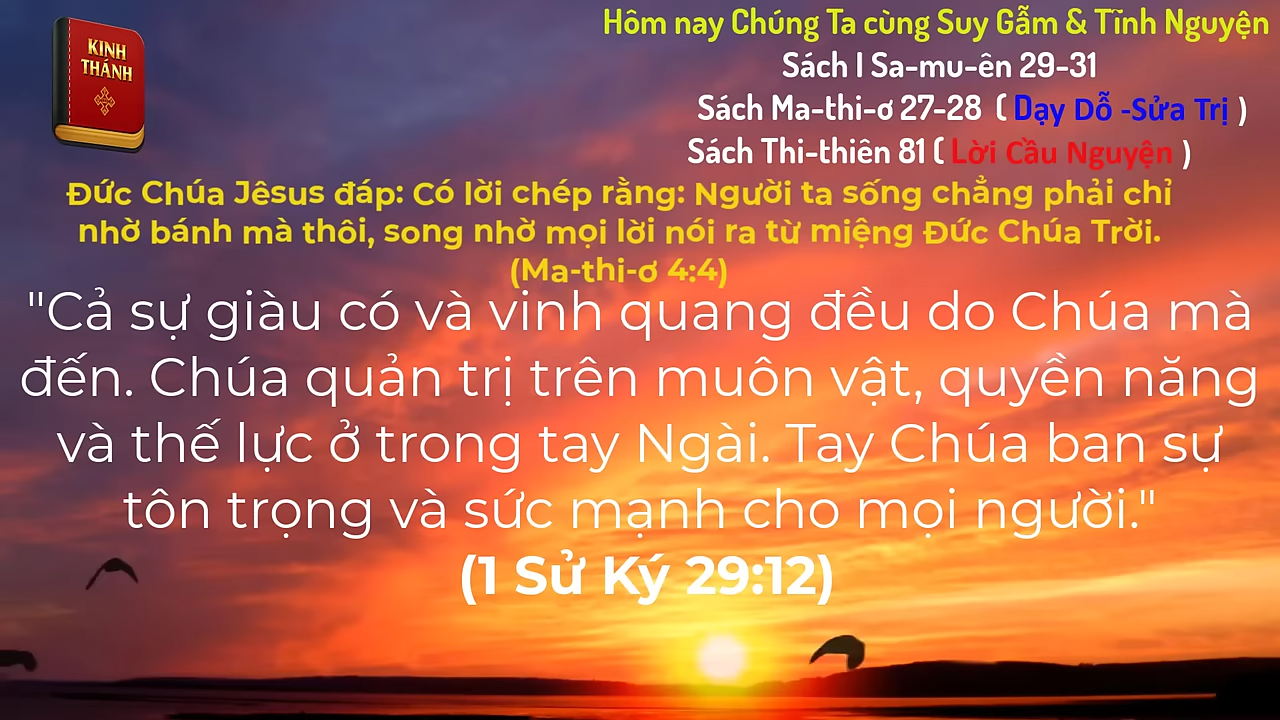 KINH
THÁNH
Hôm nay Chúng Ta cùng Suy Gẫm & Tĩnh Nguyện
Sách I Sa-mu-ên 29-31
Sách Ma-thi-ơ 27-28 ( Dạy Dỗ -Sửa Trị )
Sách Thi-thiên 81 ( Lời Cầu Nguyện )
Đức Chúa Jêsus đáp: Có lời chép rằng: Người ta sống chẳng phải chỉ
nhờ bánh mà thôi, song nhờ mọi lời nói ra từ miệng Đức Chúa Trời.
(Ma-thi-ơ 4:4)
"Cả sự giàu có và vinh quang đều do Chúa mà
đến. Chúa quản trị trên muôn vật, quyền năng
và thế lực ở trong tay Ngài. Tay Chúa ban sự
tôn trọng và sức mạnh cho mọi người."
(1 Sử Ký 29:12)